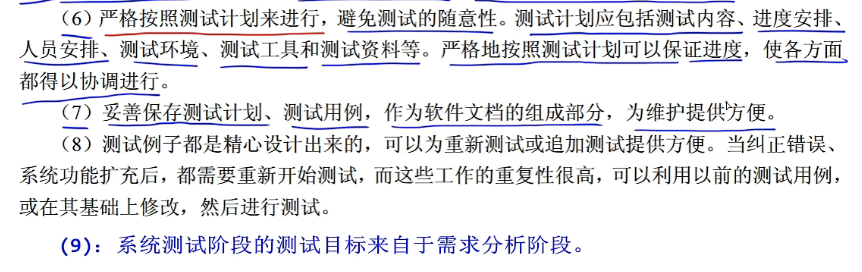 （6）严格按照测试计划来进行，避免测试的随意性。测试计划应包括测试内容、进度安排、
人员安排、测试环境、测试工具和测试资料等。严格地按照测试计划可以保证进度，使各方面
都得以协调进行。
（7）妥善保存测试计划、测试用例，作为软件文档的组成部分，为维护提供方便。
（8）测试例子都是精心设计出来的，可以为重新测试或追加测试提供方便。当纠正错误、
系统功能扩充后，都需要重新开始测试，而这些工作的重复性很高，可以利用以前的测试用例，
或在其基础上修改，然后进行测试。
(9)：系统测试阶段的测试目标来自于需求分析阶段。